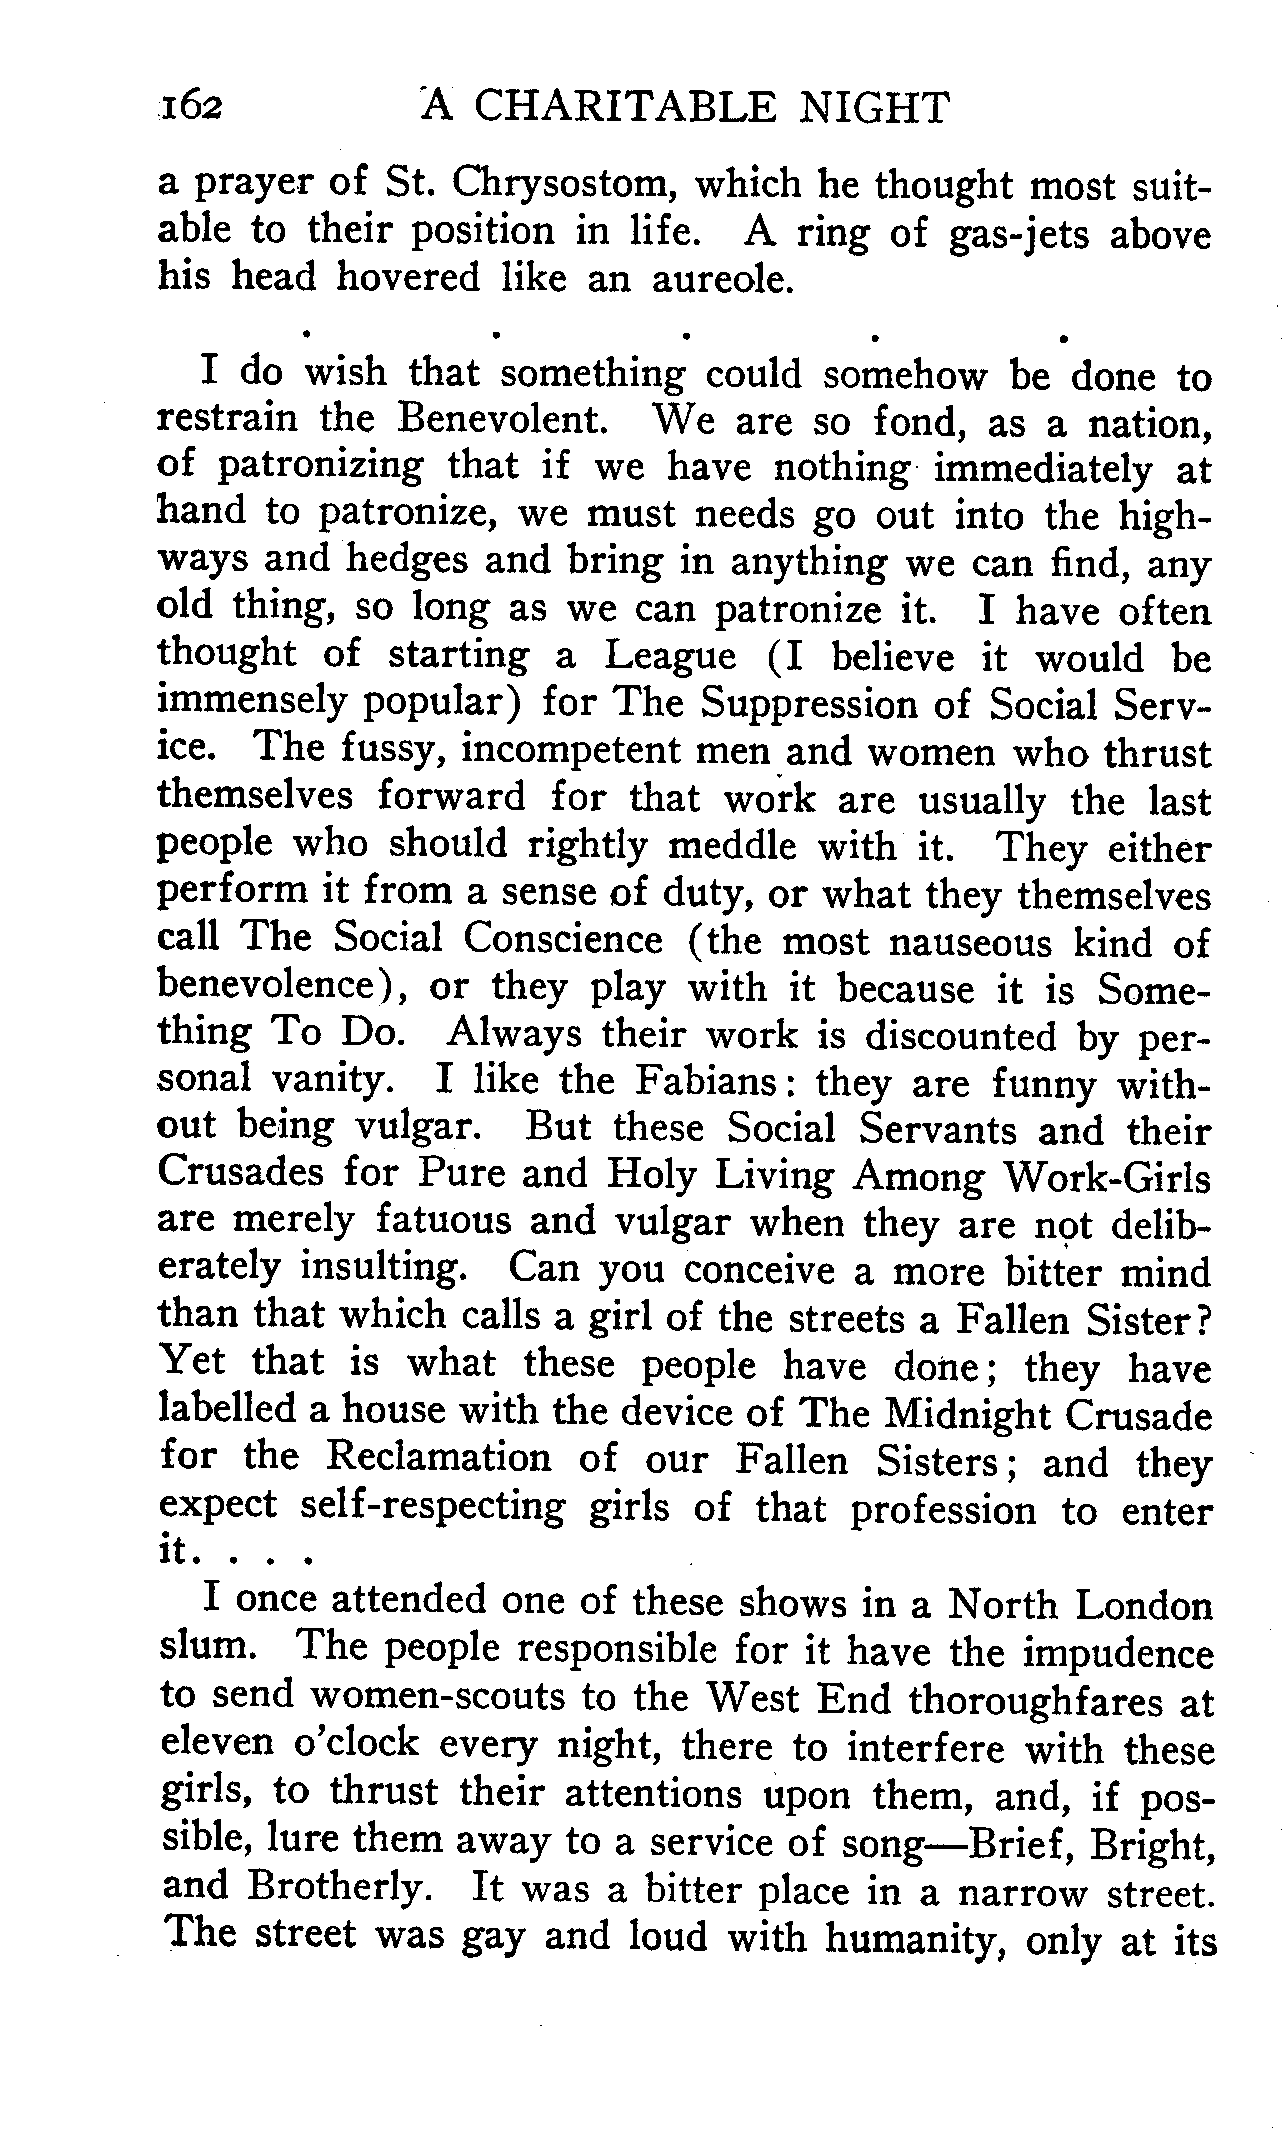 162 A CHARITABLE NIGHT
a prayer of St. Chrysostom, which he thought most suit-
able to their position in life. A ring of gas-jets above
his head hovered like an aureole.
. . . . .
I do wish that something could somehow be done to
restrain the Benevolent. We are so fond, as a nation,
of patronizing that if we have nothing immediately at
hand to patronize, we must needs go out into the high-
ways and hedges and bring in anything we can find, any
old thing, so long as we can patronize it. I have often
thought of starting a League (I believe it would be
immensely popular) for The Suppression of Social Serv-
ice. The fussy, incompetent men and women who thrust
themselves forward for that work are usually the last
people who should rightly meddle with it. They either
perform it from a sense of duty, or what they themselves
call The Social Conscience (the most nauseous kind of
benevolence), or they play with it because it is Some-
thing To Do. Always their work is discounted by per-
sonal vanity. I like the Fabians: they are funny with-
out being vulgar. But these Social Servants and their
Crusades for Pure and Holy Living Among Work-Girls
are merely fatuous and vulgar when they are not delib-
erately insulting. Can you conceive a more bitter mind
than that which calls a girl of the streets a Fallen Sister?
Yet that is what these people have done; they have
labelled a house with the device of The Midnight Crusade
for the Reclamation of our Fallen Sisters; and they
expect self-respecting girls of that profession to enter
it. . . .
I once attended one of these shows in a North London
slum. The people responsible for it have the impudence
to send women-scouts to the West End thoroughfares at
eleven o'clock every night, there to interfere with these
girls, to thrust their attentions upon them, and, if pos-
sible, lure them away to a service of song—Brief, Bright,
and Brotherly. It was a bitter place in a narrow street.
The street was gay and loud with humanity, only at its